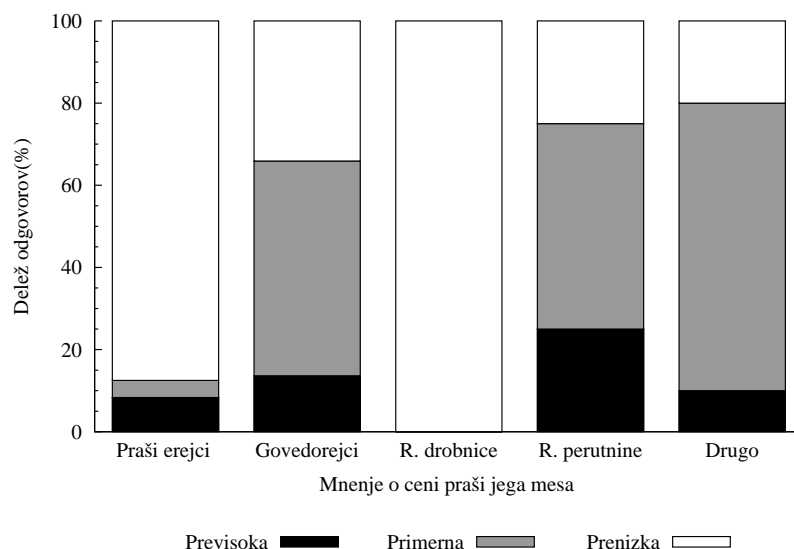 100
80
60
40
20
0
Delež odgovorov(%)
Praši erejci Govedorejci R. drobnice R. perutnine Drugo
Mnenje o ceni praši jega mesa
Previsoka Primerna Prenizka